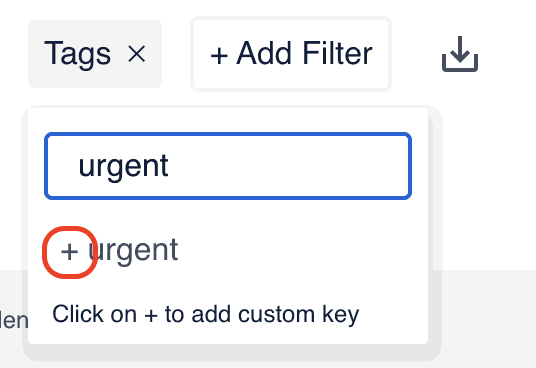 Tags ×
+ Add Filter
urgent
+ urgent
Click on + to add custom key